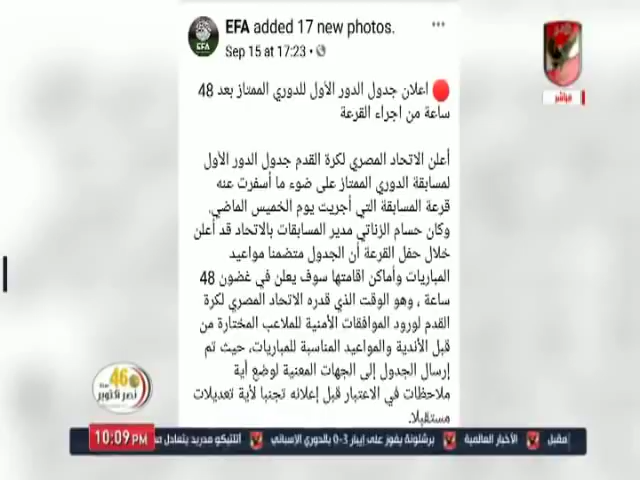 EFA added 17 new photos.
Sep 15 at 17:23
EFA
اعلان جدول الدور الأول للدوري الممتاز بعد 48
ساعة من اجراء القرعة
أعلن الاتحاد المصري لكرة القدم جدول الدور الأول
لمسابقة الدوري الممتاز على ضوء ما أسفرت عنه
قرعة المسابقة التي أجريت يوم الخميس الماضي.
وكان حسام الزناتي مدير المسابقات بالاتحاد قد أعلن
خلال حفل القرعة أن الجدول متضمنا مواعيد
المباريات وأماكن اقامتها سوف يعلن في غضون 48
ساعة ، وهو الوقت الذي قدره الاتحاد المصري لكرة
القدم لورود الموافقات الأمنية للملاعب المختارة من
قبل الأندية والمواعيد المناسبة للمباريات، حيث تم
إرسال الجدول إلى الجهات المعنية لوضع أية
ملاحظات في الاعتبار قبل إعلانه تجنبا لأية تعديلات
مستقبلا.
مباشر
46 سنة
نصر أكتوبر
10:09 PM
مقبل
الأخبار العالمية
برشلونة يفوز على إيبار 3-0 بالدوري الإسباني
أتلتيكو مدريد يتعادل